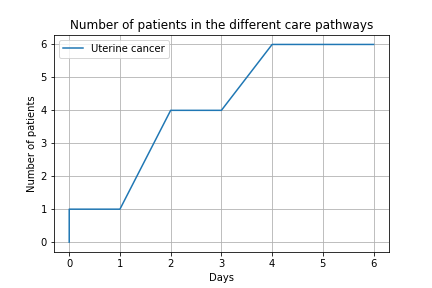 Number of patients in the different care pathways
Uterine cancer
Number of patients
6
5
4
3
2
1
0
0 1 2 3 4 5 6
Days